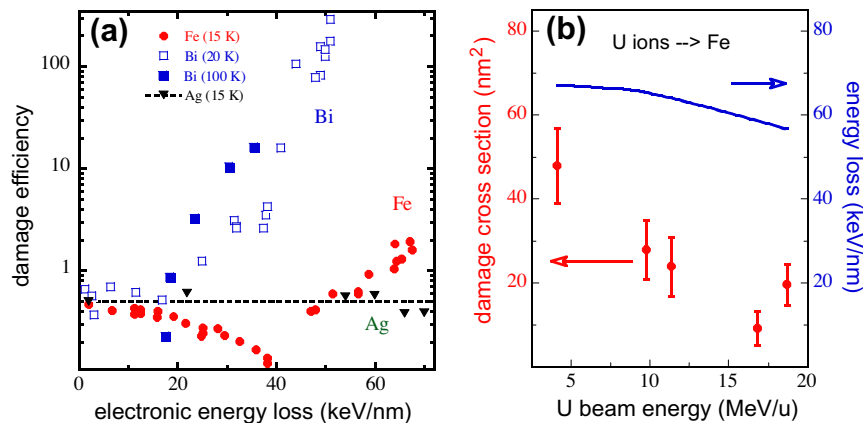 (a)
Fe (15 K)
Bi (20 K)
Bi (100 K)
Ag (15 K)
Bi
Fe
Ag
damage efficiency
100
10
1
0 20 40 60
electronic energy loss (keV/nm)
(b)
U ions --> Fe
damage cross section (nm²)
80
60
40
20
80
60
40
20
energy loss (keV/nm)
5 10 15 20
U beam energy (MeV/u)